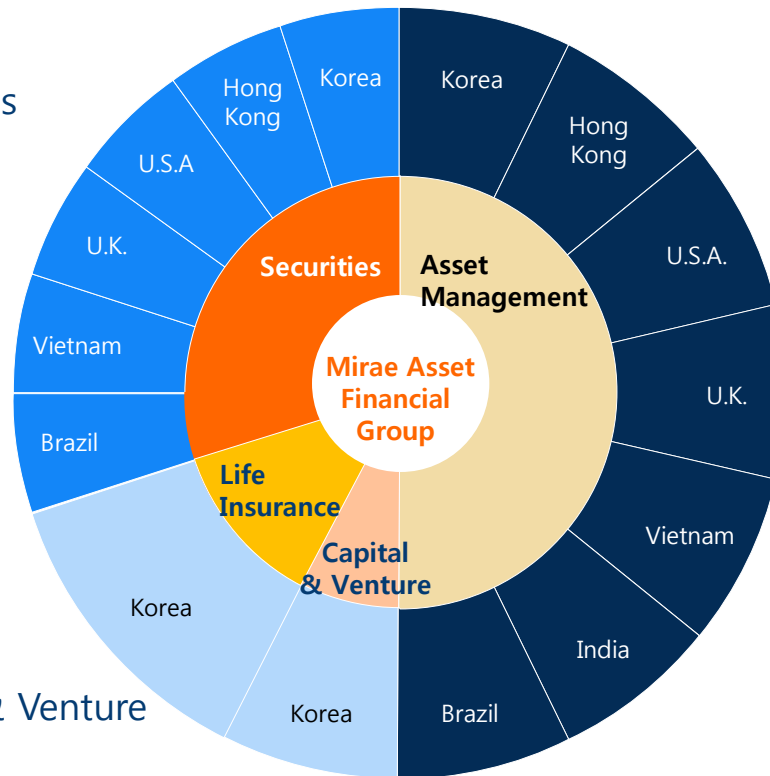 Korea
Hong
Kong
U.S.A
U.K.
Vietnam
Brazil
Korea
Hong
Kong
U.S.A.
U.K.
Vietnam
India
Brazil
Securities
Asset
Management
Mirae Asset
Financial
Group
Life
Insurance
Capital
& Venture
Korea
Korea
Venture